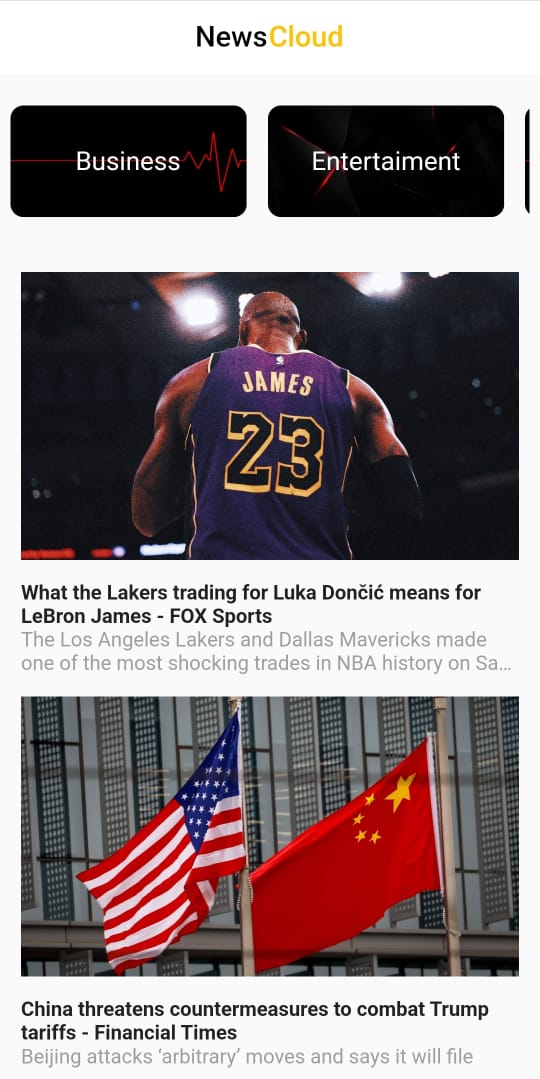 NewsCloud
Business
Entertaiment
JAMES
23
What the Lakers trading for Luka Dončić means for
LeBron James - FOX Sports
The Los Angeles Lakers and Dallas Mavericks made
one of the most shocking trades in NBA history on Sa...
China threatens countermeasures to combat Trump
tariffs - Financial Times
Beijing attacks ‘arbitrary’ moves and says it will file